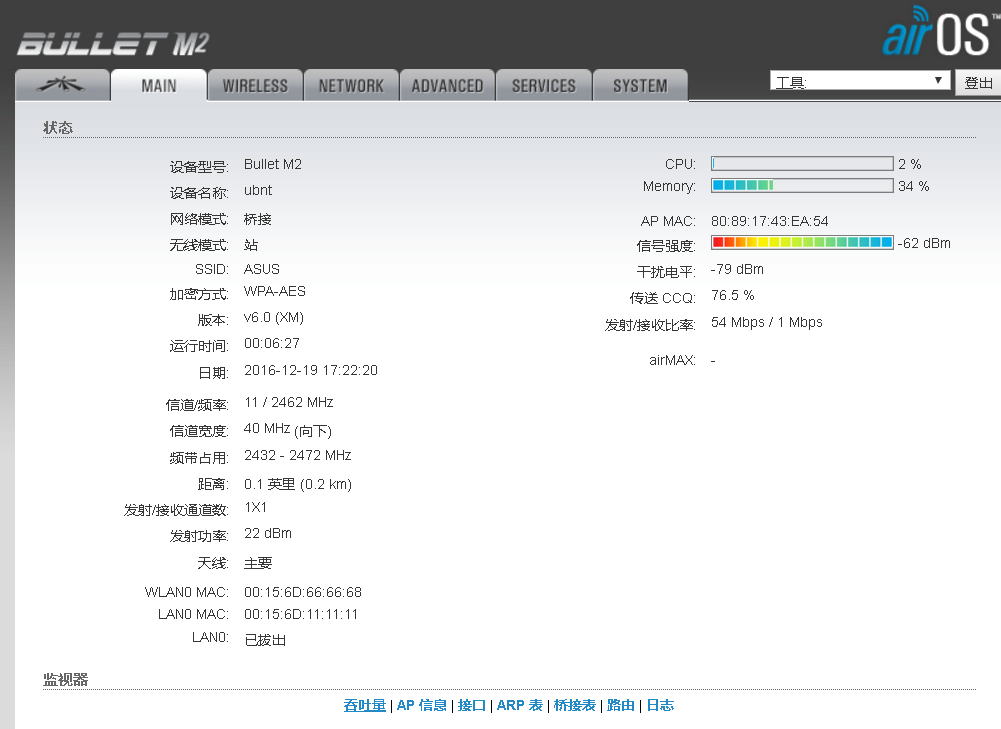 BULLET M2
airOS™
MAIN WIRELESS NETWORK ADVANCED SERVICES SYSTEM
工具: 登出
状态
设备型号: Bullet M2
设备名称: ubnt
网络模式: 桥接
无线模式: 站
SSID: ASUS
加密方式: WPA-AES
版本: v6.0 (XM)
运行时间: 00:06:27
日期: 2016-12-19 17:22:20
信道/频率: 11 / 2462 MHz
信道宽度: 40 MHz (向下)
频带占用: 2432 - 2472 MHz
距离: 0.1 英里 (0.2 km)
发射/接收通道数: 1X1
发射功率: 22 dBm
天线: 主要
WLAN0 MAC: 00:15:6D:66:66:68
LAN0 MAC: 00:15:6D:11:11:11
LAN0: 已拔出
CPU: 2 %
Memory: 34 %
AP MAC: 80:89:17:43:EA:54
信号强度: -62 dBm
干扰电平: -79 dBm
传送 CCQ: 76.5 %
发射/接收比率: 54 Mbps / 1 Mbps
airMAX: -
监视器
吞吐量 | AP 信息 | 接口 | ARP 表 | 桥接表 | 路由 | 日志